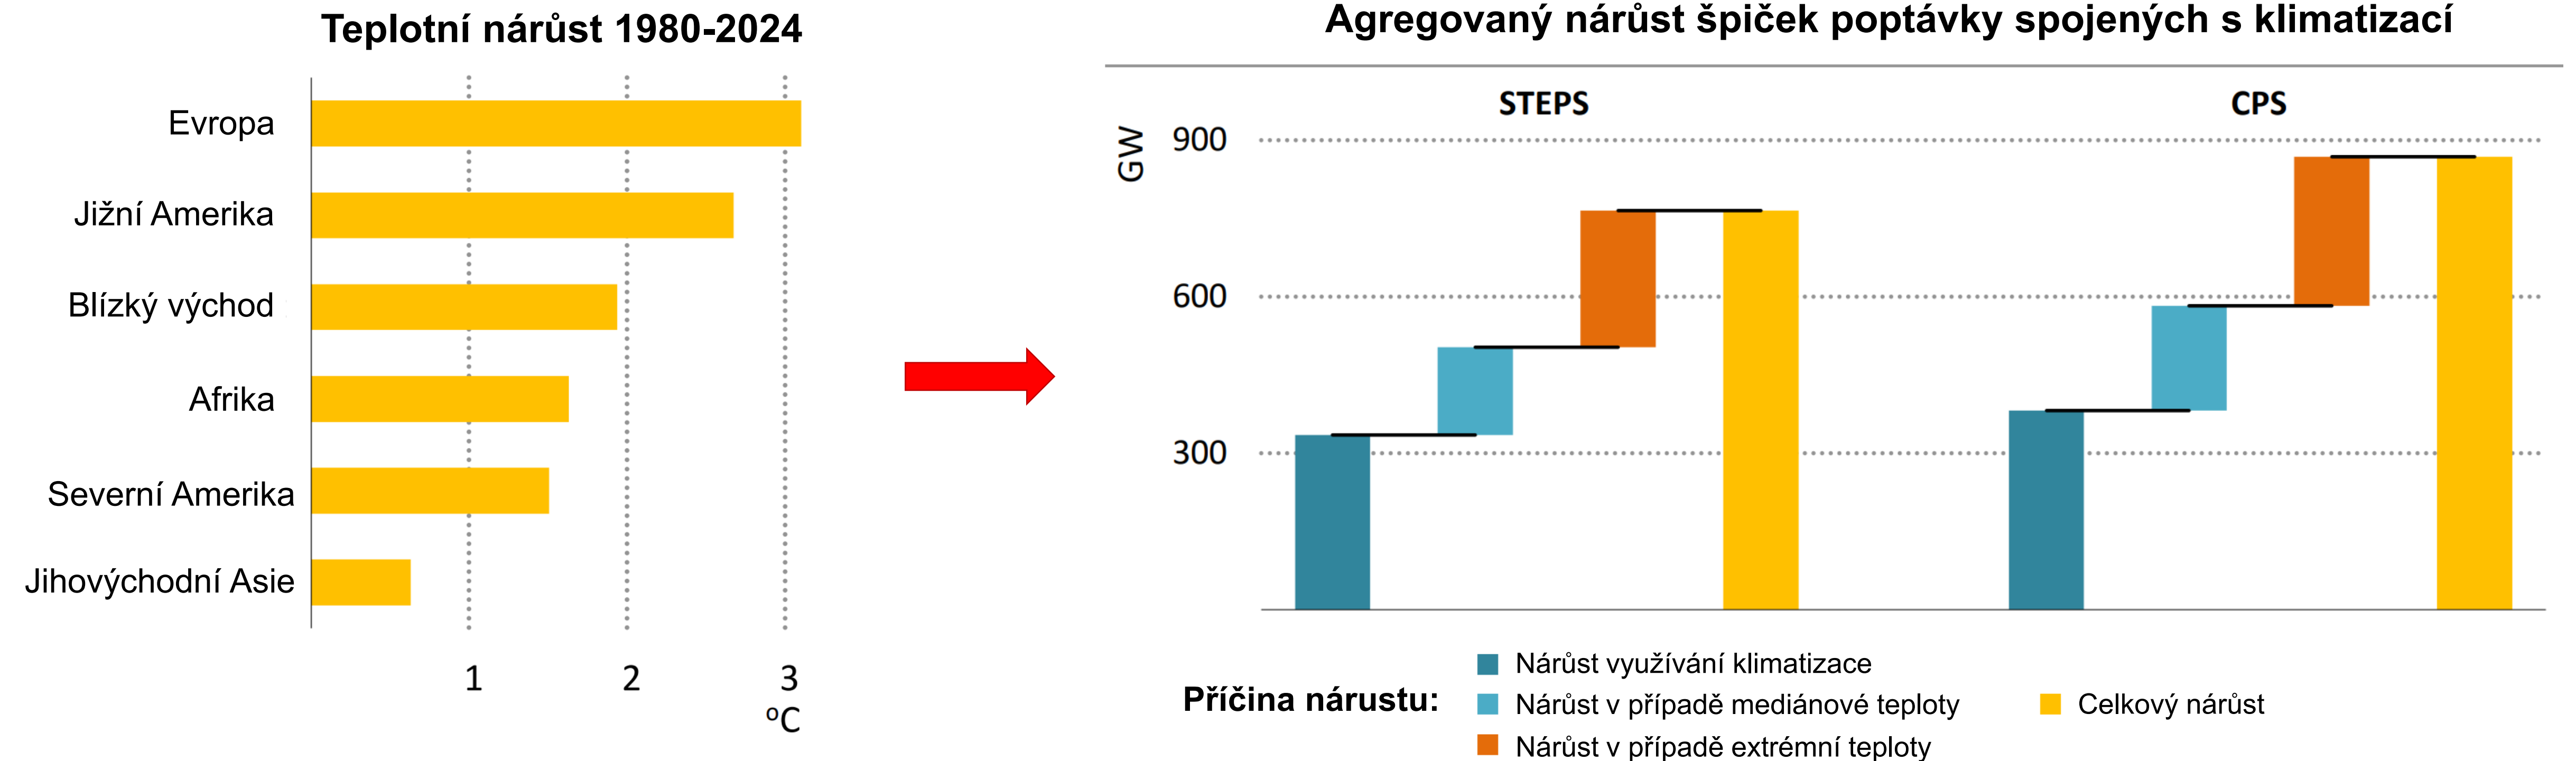 Teplotní nárůst 1980-2024
Evropa
Jižní Amerika
Blízký východ
Afrika
Severní Amerika
Jihovýchodní Asie
1 2 3
ºC
Agregovaný nárůst špiček poptávky spojených s klimatizací
STEPS CPS
GW
900
600
300
Příčina nárustu:
Nárůst využívání klimatizace
Nárůst v případě mediánové teploty
Nárůst v případě extrémní teploty
Celkový nárůst